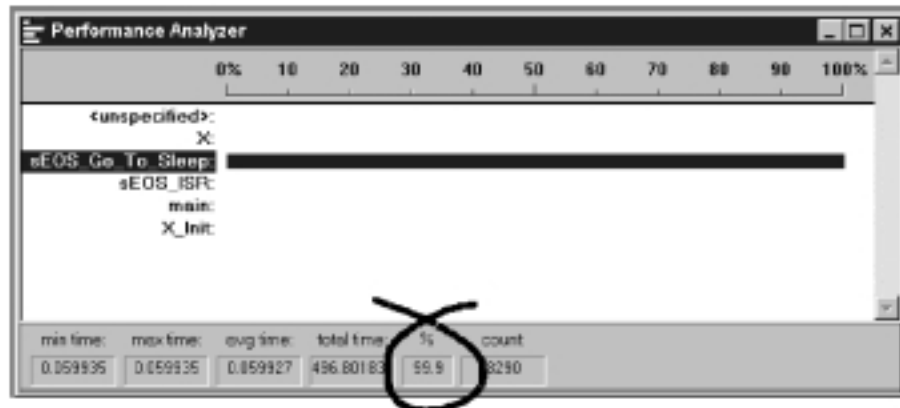 Performance Analyzer
0% 10 20 30 40 50 60 70 80 90 100%
<unspecified>:
X:
sEOS_Go_To_Sleep:
sEOS_ISR:
main:
X_Init:
min time: max time: avg time: total time: % count
0.059935 0.059935 0.059927 496.80183 99.9 8290